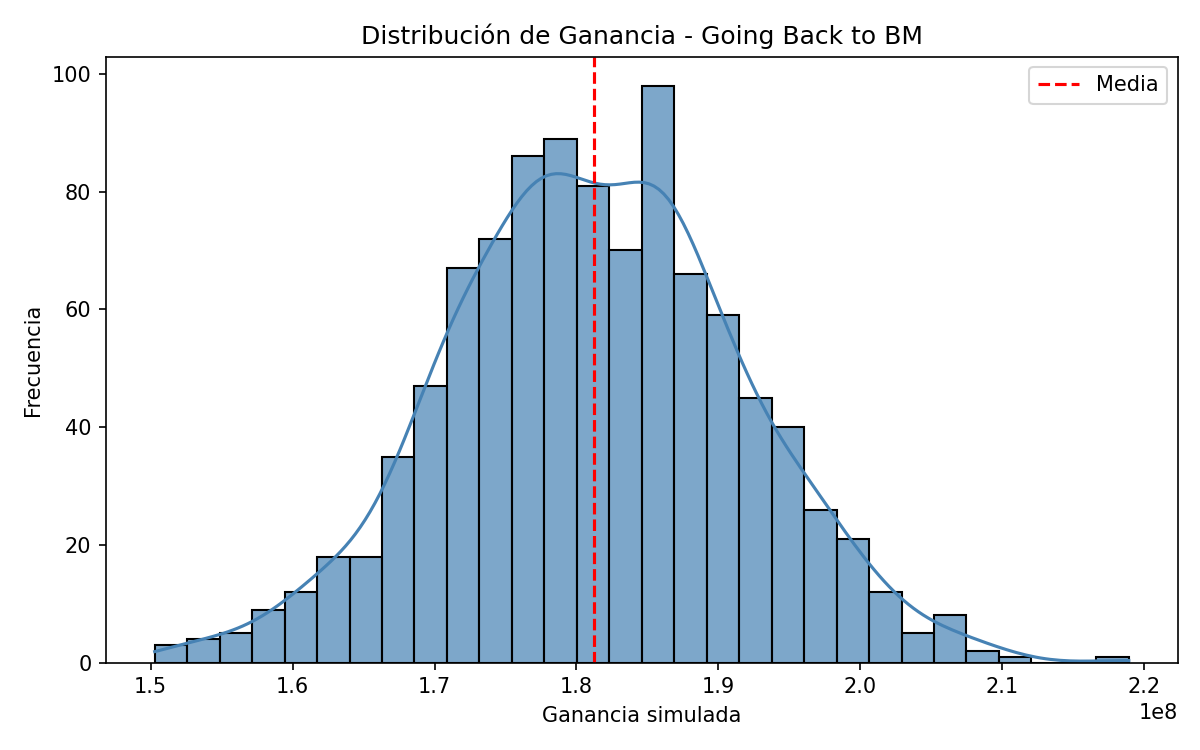 Distribución de Ganancia - Going Back to BM
Media
Frecuencia
100
80
60
40
20
0
1.5 1.6 1.7 1.8 1.9 2.0 2.1 2.2
1e8
Ganancia simulada